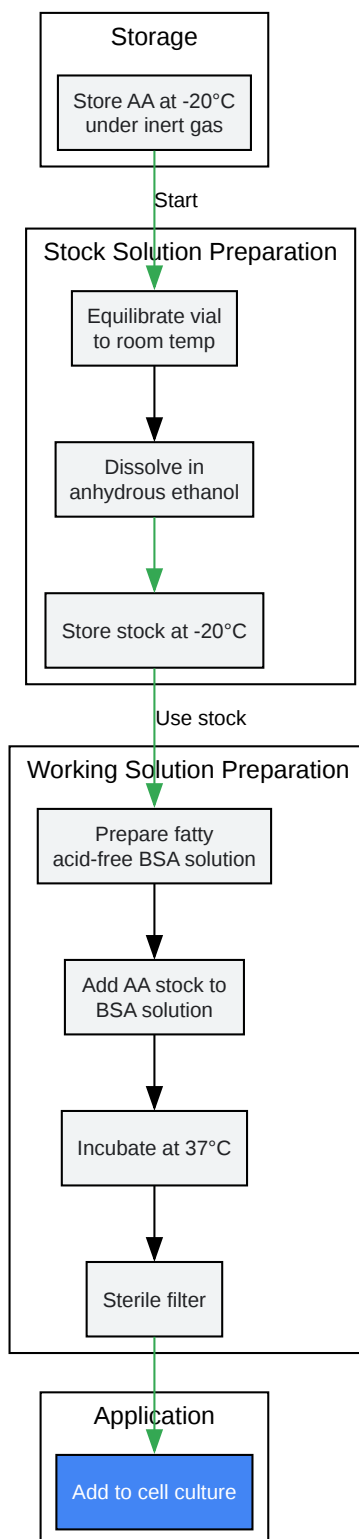 Storage
Store AA at -20°C
under inert gas
Start
Stock Solution Preparation
Equilibrate vial
to room temp
Dissolve in
anhydrous ethanol
Store stock at -20°C
Use stock
Working Solution Preparation
Prepare fatty
acid-free BSA solution
Add AA stock to
BSA solution
Incubate at 37°C
Sterile filter
Application
Add to cell culture